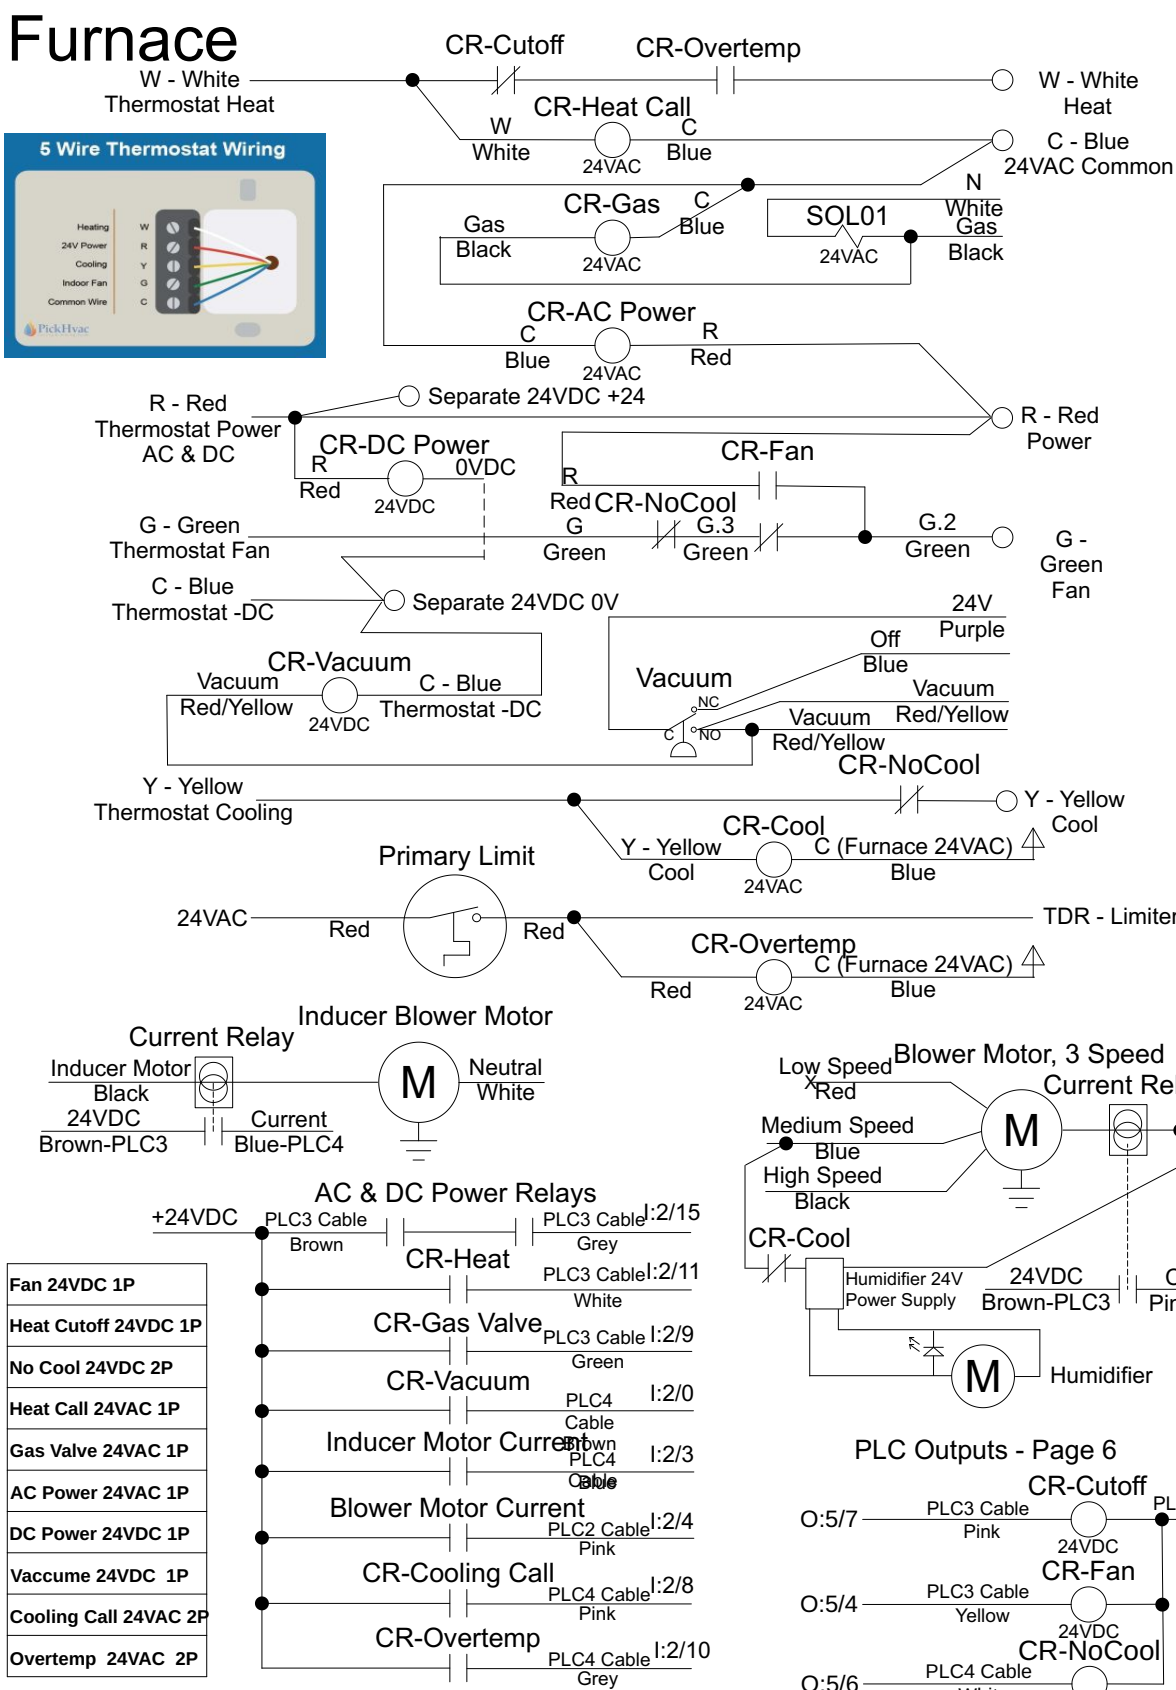 Furnace
CR-Cutoff
CR-Overtemp
W - White
Thermostat Heat
W - White
Heat
CR-Heat Call
W
White
24VAC
C
Blue
C - Blue
24VAC Common
5 Wire Thermostat Wiring
Heating W
24V Power R
Cooling Y
Indoor Fan G
Common Wire C
PickHvac
CR-Gas
Gas
Black
24VAC
C
Blue
SOL01
24VAC
N
White
Gas
Black
CR-AC Power
C
Blue
24VAC
R
Red
Separate 24VDC +24
R - Red
Thermostat Power
AC & DC
R - Red
Power
CR-DC Power
R
Red
24VDC
0VDC
CR-Fan
R
Red
CR-NoCool
G - Green
Thermostat Fan
G
Green
G.3
Green
G.2
Green
G -
Green
Fan
C - Blue
Thermostat -DC
Separate 24VDC 0V
24V
Purple
Off
Blue
CR-Vacuum
Vacuum
Red/Yellow
24VDC
C - Blue
Thermostat -DC
Vacuum
NC
C
NO
Vacuum
Red/Yellow
Vacuum
Red/Yellow
CR-NoCool
Y - Yellow
Thermostat Cooling
Y - Yellow
Cool
CR-Cool
Y - Yellow
Cool
24VAC
C (Furnace 24VAC)
Blue
Primary Limit
24VAC
Red
Red
TDR - Limiter
CR-Overtemp
Red
24VAC
C (Furnace 24VAC)
Blue
Inducer Blower Motor
Current Relay
Inducer Motor
Black
M
Neutral
White
24VDC
Brown-PLC3
Current
Blue-PLC4
Blower Motor, 3 Speed
Low Speed
X
Red
Current Rel
Medium Speed
Blue
M
High Speed
Black
CR-Cool
Humidifier 24V
Power Supply
24VDC
Brown-PLC3
C
Pin
M
Humidifier
AC & DC Power Relays
+24VDC
PLC3 Cable
Brown
PLC3 Cable
Grey
I:2/15
CR-Heat
PLC3 Cable
White
I:2/11
CR-Gas Valve
PLC3 Cable
Green
I:2/9
CR-Vacuum
PLC4
Cable
Brown
I:2/0
Inducer Motor Current
PLC4
Cable
Blue
I:2/3
Blower Motor Current
PLC2 Cable
Pink
I:2/4
CR-Cooling Call
PLC4 Cable
Pink
I:2/8
CR-Overtemp
PLC4 Cable
Grey
I:2/10
Fan 24VDC 1P
Heat Cutoff 24VDC 1P
No Cool 24VDC 2P
Heat Call 24VAC 1P
Gas Valve 24VAC 1P
AC Power 24VAC 1P
DC Power 24VDC 1P
Vaccume 24VDC 1P
Cooling Call 24VAC 2P
Overtemp 24VAC 2P
PLC Outputs - Page 6
CR-Cutoff
O:5/7
PLC3 Cable
Pink
24VDC
PL
CR-Fan
O:5/4
PLC3 Cable
Yellow
24VDC
CR-NoCool
O:5/6
PLC4 Cable
White